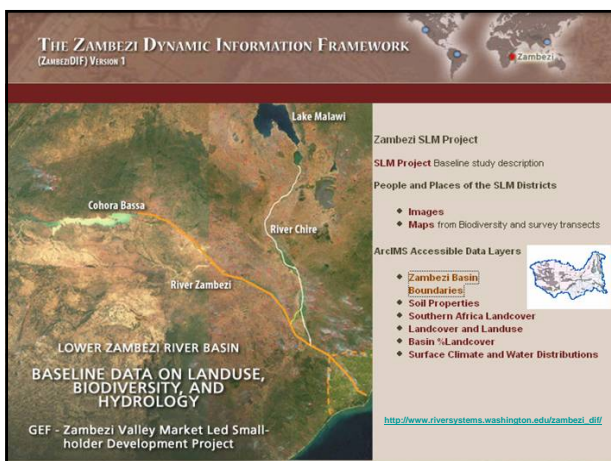 THE ZAMBEZI DYNAMIC INFORMATION FRAMEWORK
(ZAMBEZIDIF) VERSION 1
Zambezi
Lake Malawi
Cohora Bassa
River Chire
River Zambezi
LOWER ZAMBEZI RIVER BASIN
BASELINE DATA ON LANDUSE,
BIODIVERSITY, AND
HYDROLOGY
GEF - Zambezi Valley Market Led Small-
holder Development Project
Zambezi SLM Project
SLM Project Baseline study description
People and Places of the SLM Districts
Images
Maps from Biodiversity and survey transects
ArcIMS Accessible Data Layers
Zambezi Basin
Boundaries
Soil Properties
Southern Africa Landcover
Landcover and Landuse
Basin %Landcover
Surface Climate and Water Distributions
http://www.riversystems.washington.edu/zambezi_dif/